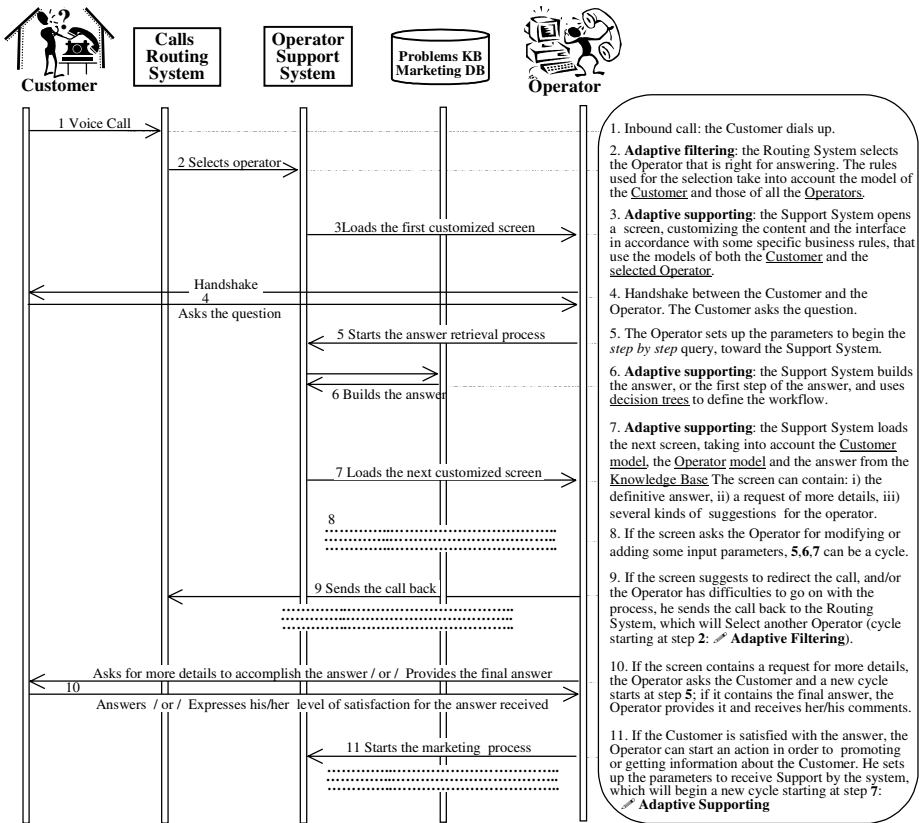 ?
Customer
Calls
Routing
System
Operator
Support
System
Problems KB
Marketing DB
Operator
1 Voice Call
2 Selects operator
3Loads the first customized screen
Handshake
4
Asks the question
5 Starts the answer retrieval process
6 Builds the answer
7 Loads the next customized screen
8
9 Sends the call back
Asks for more details to accomplish the answer / or / Provides the final answer
10
Answers / or / Expresses his/her level of satisfaction for the answer received
11 Starts the marketing process
1. Inbound call: the Customer dials up.
2. Adaptive filtering: the Routing System selects
the Operator that is right for answering. The rules
used for the selection take into account the model of
the Customer and those of all the Operators.
3. Adaptive supporting: the Support System opens
a screen, customizing the content and the interface
in accordance with some specific business rules, that
use the models of both the Customer and the
selected Operator.
4. Handshake between the Customer and the
Operator. The Customer asks the question.
5. The Operator sets up the parameters to begin the
step by step query, toward the Support System.
6. Adaptive supporting: the Support System builds
the answer, or the first step of the answer, and uses
decision trees to define the workflow.
7. Adaptive supporting: the Support System loads
the next screen, taking into account the Customer
model, the Operator model and the answer from the
Knowledge Base The screen can contain: i) the
definitive answer, ii) a request of more details, iii)
several kinds of suggestions for the operator.
8. If the screen asks the Operator for modifying or
adding some input parameters, 5,6,7 can be a cycle.
9. If the screen suggests to redirect the call, and/or
the Operator has difficulties to go on with the
process, he sends the call back to the Routing
System, which will Select another Operator (cycle
starting at step 2: ✐ Adaptive Filtering).
10. If the screen contains a request for more details,
the Operator asks the Customer and a new cycle
starts at step 5; if it contains the final answer, the
Operator provides it and receives her/his comments.
11. If the Customer is satisfied with the answer, the
Operator can start an action in order to promoting
or getting information about the Customer. He sets
up the parameters to receive Support by the system,
which will begin a new cycle starting at step 7:
✐ Adaptive Supporting